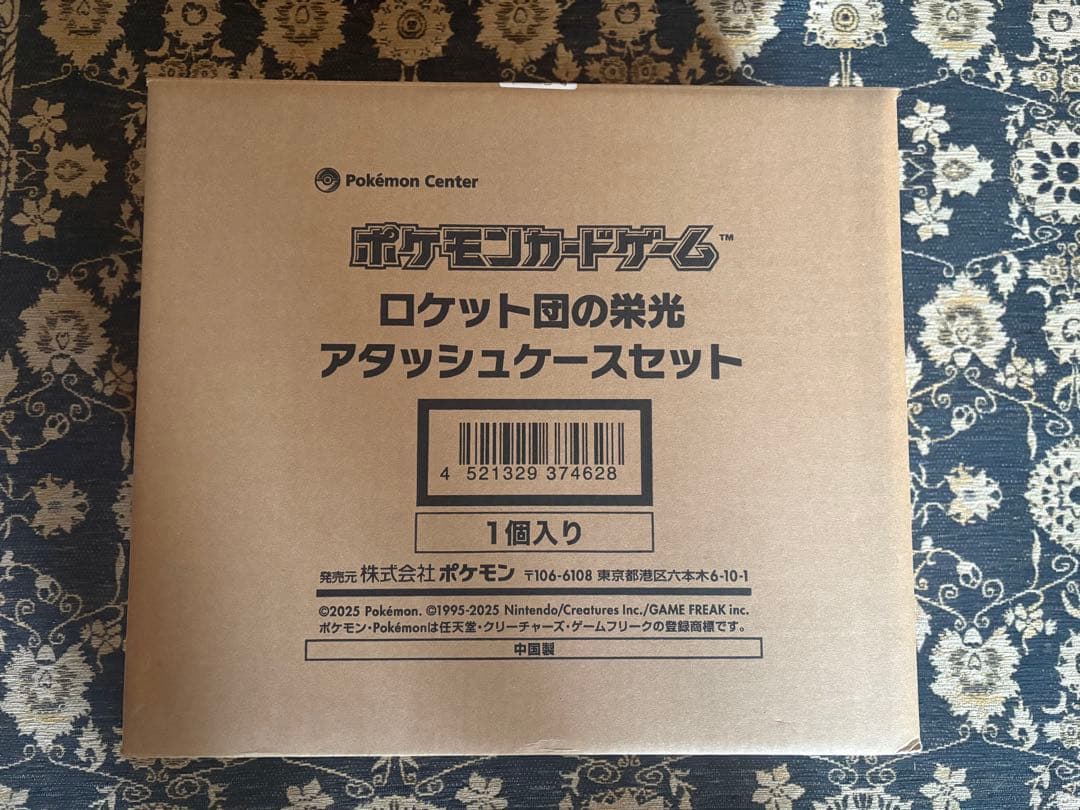 Pokémon Center
ポケモンカードゲーム™
ロケット団の栄光
アタッシュケースセット
4 521329 374628
1個入り
発売元 株式会社 ポケモン 〒106-6108 東京都港区六本木6-10-1
©2025 Pokémon. ©1995-2025 Nintendo/Creatures Inc./GAME FREAK inc.
ポケモン・Pokémonは任天堂・クリーチャーズ・ゲームフリークの登録商標です。
中国製